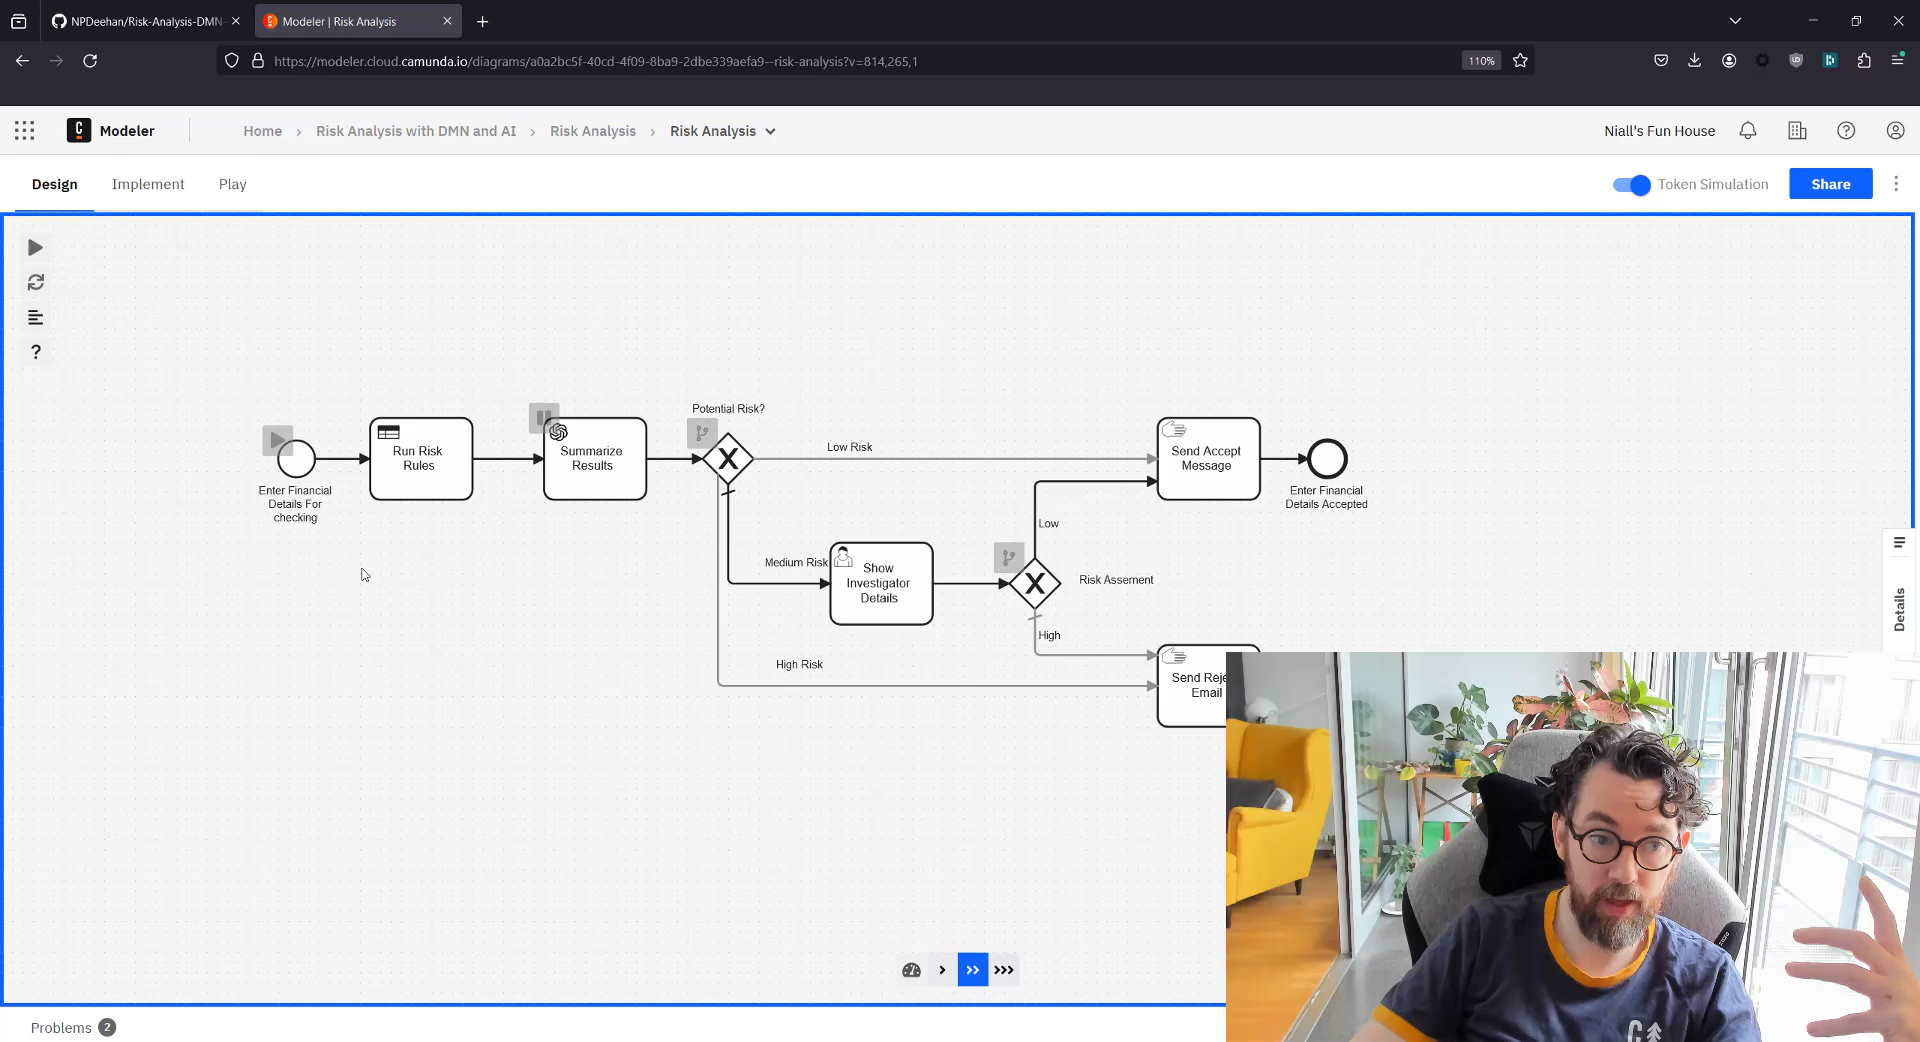 NPDeehan/Risk-Analysis-DMN-
Modeler | Risk Analysis
https://modeler.cloud.camunda.io/diagrams/a0a2bc5f-40cd-4f09-8ba9-2dbe339aefa9--risk-analysis?v=814,265,1
110%
Modeler
Home
Risk Analysis with DMN and AI
Risk Analysis
Risk Analysis
Niall's Fun House
Design
Implement
Play
Token Simulation
Share
Potential Risk?
Low Risk
Run Risk
Rules
Summarize
Results
Send Accept
Message
Enter Financial
Details For
checking
Enter Financial
Details Accepted
Low
Medium Risk
Show
Investigator
Details
Risk Assement
High
High Risk
Send Reje
Email
Details
Problems 2